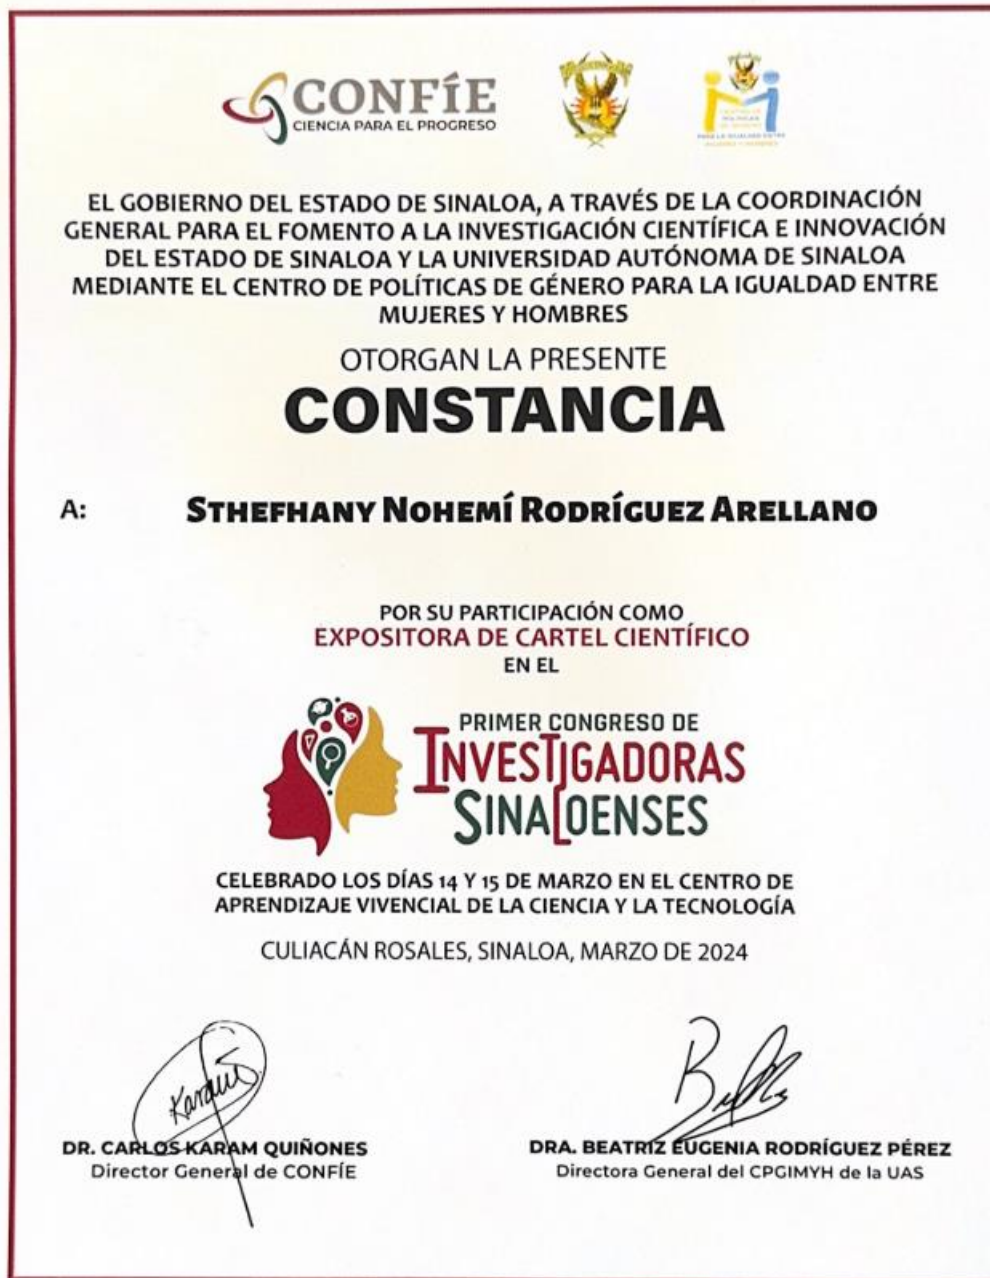 CONFÍE
CIENCIA PARA EL PROGRESO
EL GOBIERNO DEL ESTADO DE SINALOA, A TRAVÉS DE LA COORDINACIÓN
GENERAL PARA EL FOMENTO A LA INVESTIGACIÓN CIENTÍFICA E INNOVACIÓN
DEL ESTADO DE SINALOA Y LA UNIVERSIDAD AUTÓNOMA DE SINALOA
MEDIANTE EL CENTRO DE POLÍTICAS DE GÉNERO PARA LA IGUALDAD ENTRE
MUJERES Y HOMBRES
OTORGAN LA PRESENTE
CONSTANCIA
A: STHEFHANY NOHEMÍ RODRÍGUEZ ARELLANO
POR SU PARTICIPACIÓN COMO
EXPOSITORA DE CARTEL CIENTÍFICO
EN EL
PRIMER CONGRESO DE
INVESTIGADORAS
SINALOENSES
CELEBRADO LOS DÍAS 14 Y 15 DE MARZO EN EL CENTRO DE
APRENDIZAJE VIVENCIAL DE LA CIENCIA Y LA TECNOLOGÍA
CULIACÁN ROSALES, SINALOA, MARZO DE 2024
Karam
DR. CARLOS KARAM QUIÑONES
Director General de CONFÍE
DRA. BEATRIZ EUGENIA RODRÍGUEZ PÉREZ
Directora General del CPGIMYH de la UAS